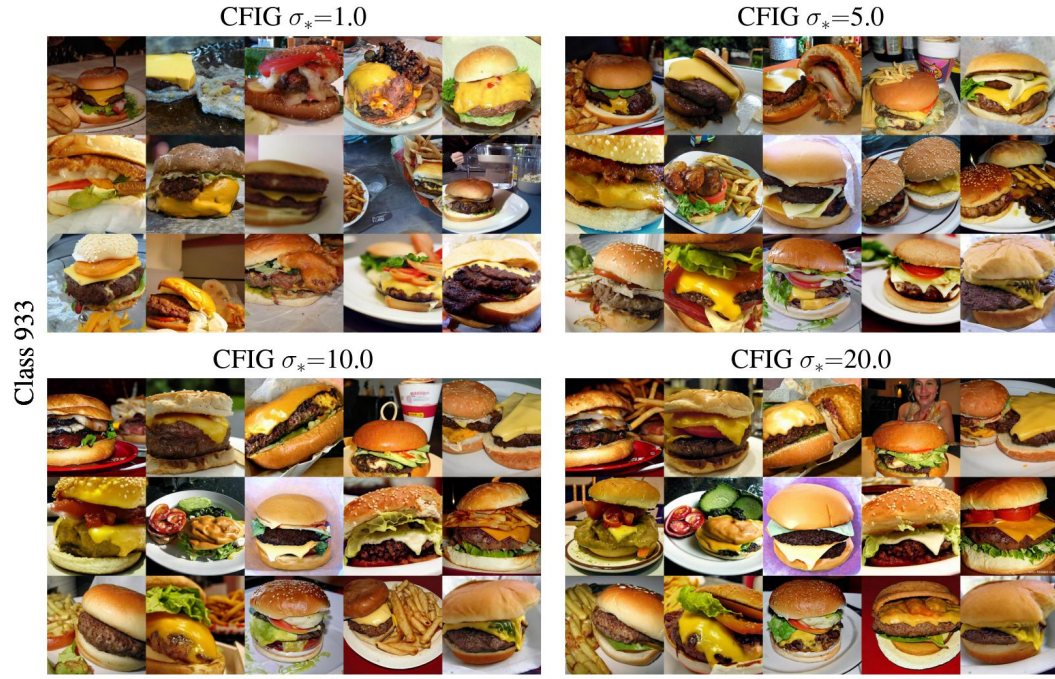 CFIG σ*=1.0
CFIG σ*=5.0
Class 933
CFIG σ*=10.0
CFIG σ*=20.0